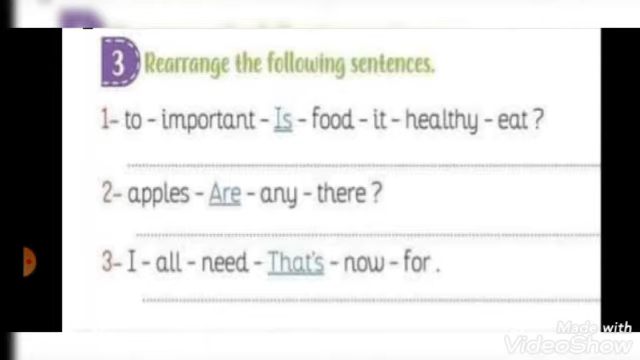 3 Rearrange the following sentences.
1- to - important - Is - food - it - healthy - eat ?
2- apples - Are - any - there ?
3- I - all - need - That's - now - for .
Made with
VideoShow